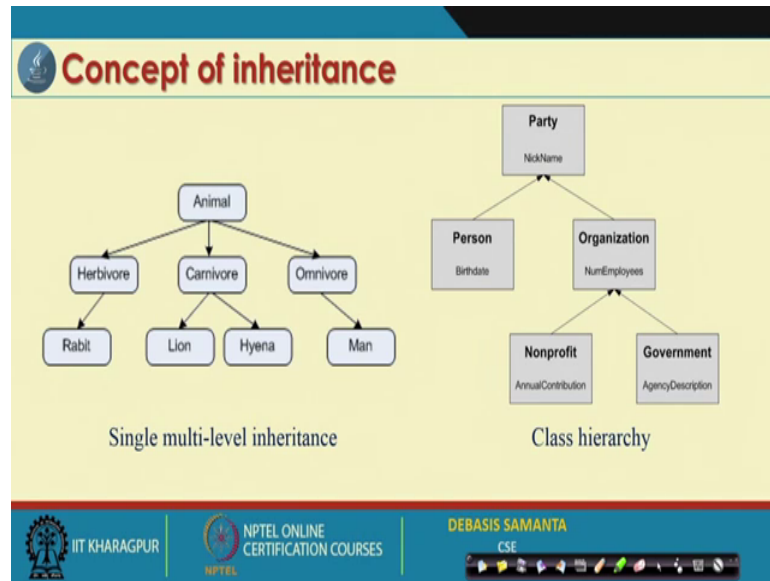 Concept of inheritance
Animal
Herbivore
Carnivore
Omnivore
Rabit
Lion
Hyena
Man
Single multi-level inheritance
Party
NickName
Person
Birthdate
Organization
NumEmployees
Nonprofit
AnnualContribution
Government
AgencyDescription
Class hierarchy
IIT KHARAGPUR
NPTEL
NPTEL ONLINE
CERTIFICATION COURSES
DEBASIS SAMANTA
CSE